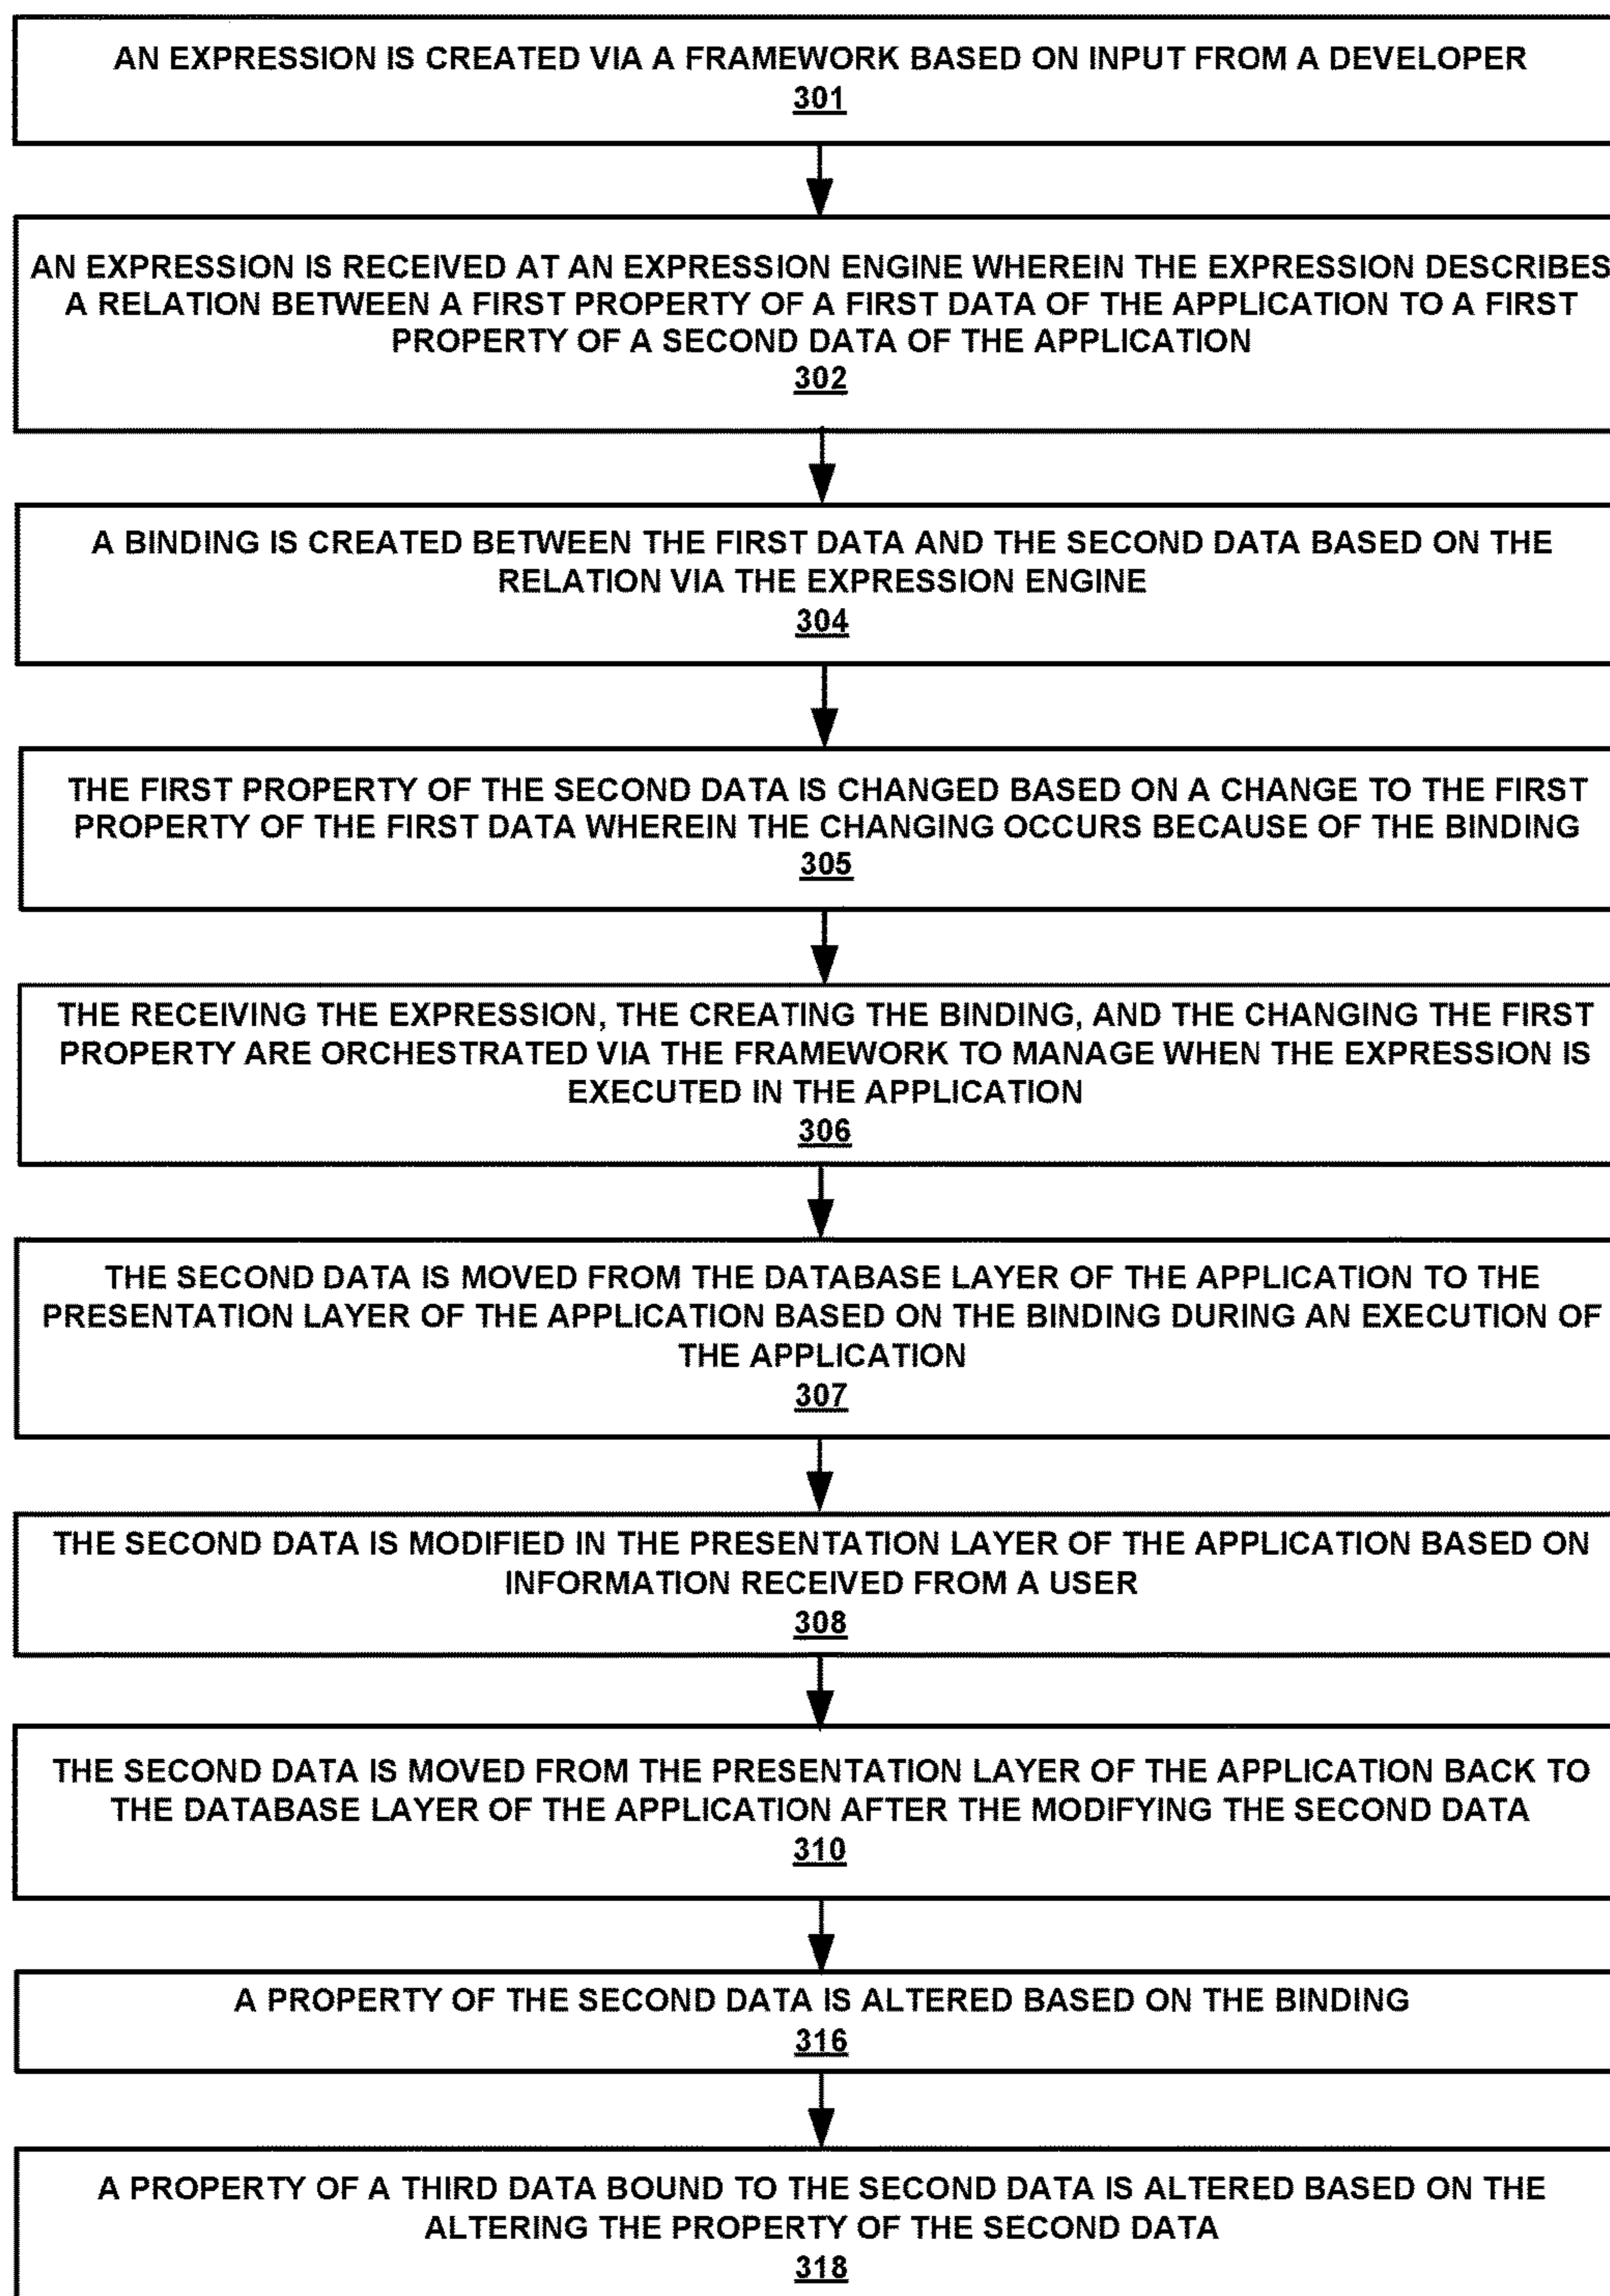 AN EXPRESSION IS CREATED VIA A FRAMEWORK BASED ON INPUT FROM A DEVELOPER
301
AN EXPRESSION IS RECEIVED AT AN EXPRESSION ENGINE WHEREIN THE EXPRESSION DESCRIBES
A RELATION BETWEEN A FIRST PROPERTY OF A FIRST DATA OF THE APPLICATION TO A FIRST
PROPERTY OF A SECOND DATA OF THE APPLICATION
302
A BINDING IS CREATED BETWEEN THE FIRST DATA AND THE SECOND DATA BASED ON THE
RELATION VIA THE EXPRESSION ENGINE
304
THE FIRST PROPERTY OF THE SECOND DATA IS CHANGED BASED ON A CHANGE TO THE FIRST
PROPERTY OF THE FIRST DATA WHEREIN THE CHANGING OCCURS BECAUSE OF THE BINDING
305
THE RECEIVING THE EXPRESSION, THE CREATING THE BINDING, AND THE CHANGING THE FIRST
PROPERTY ARE ORCHESTRATED VIA THE FRAMEWORK TO MANAGE WHEN THE EXPRESSION IS
EXECUTED IN THE APPLICATION
306
THE SECOND DATA IS MOVED FROM THE DATABASE LAYER OF THE APPLICATION TO THE
PRESENTATION LAYER OF THE APPLICATION BASED ON THE BINDING DURING AN EXECUTION OF
THE APPLICATION
307
THE SECOND DATA IS MODIFIED IN THE PRESENTATION LAYER OF THE APPLICATION BASED ON
INFORMATION RECEIVED FROM A USER
308
THE SECOND DATA IS MOVED FROM THE PRESENTATION LAYER OF THE APPLICATION BACK TO
THE DATABASE LAYER OF THE APPLICATION AFTER THE MODIFYING THE SECOND DATA
310
A PROPERTY OF THE SECOND DATA IS ALTERED BASED ON THE BINDING
316
A PROPERTY OF A THIRD DATA BOUND TO THE SECOND DATA IS ALTERED BASED ON THE
ALTERING THE PROPERTY OF THE SECOND DATA
318